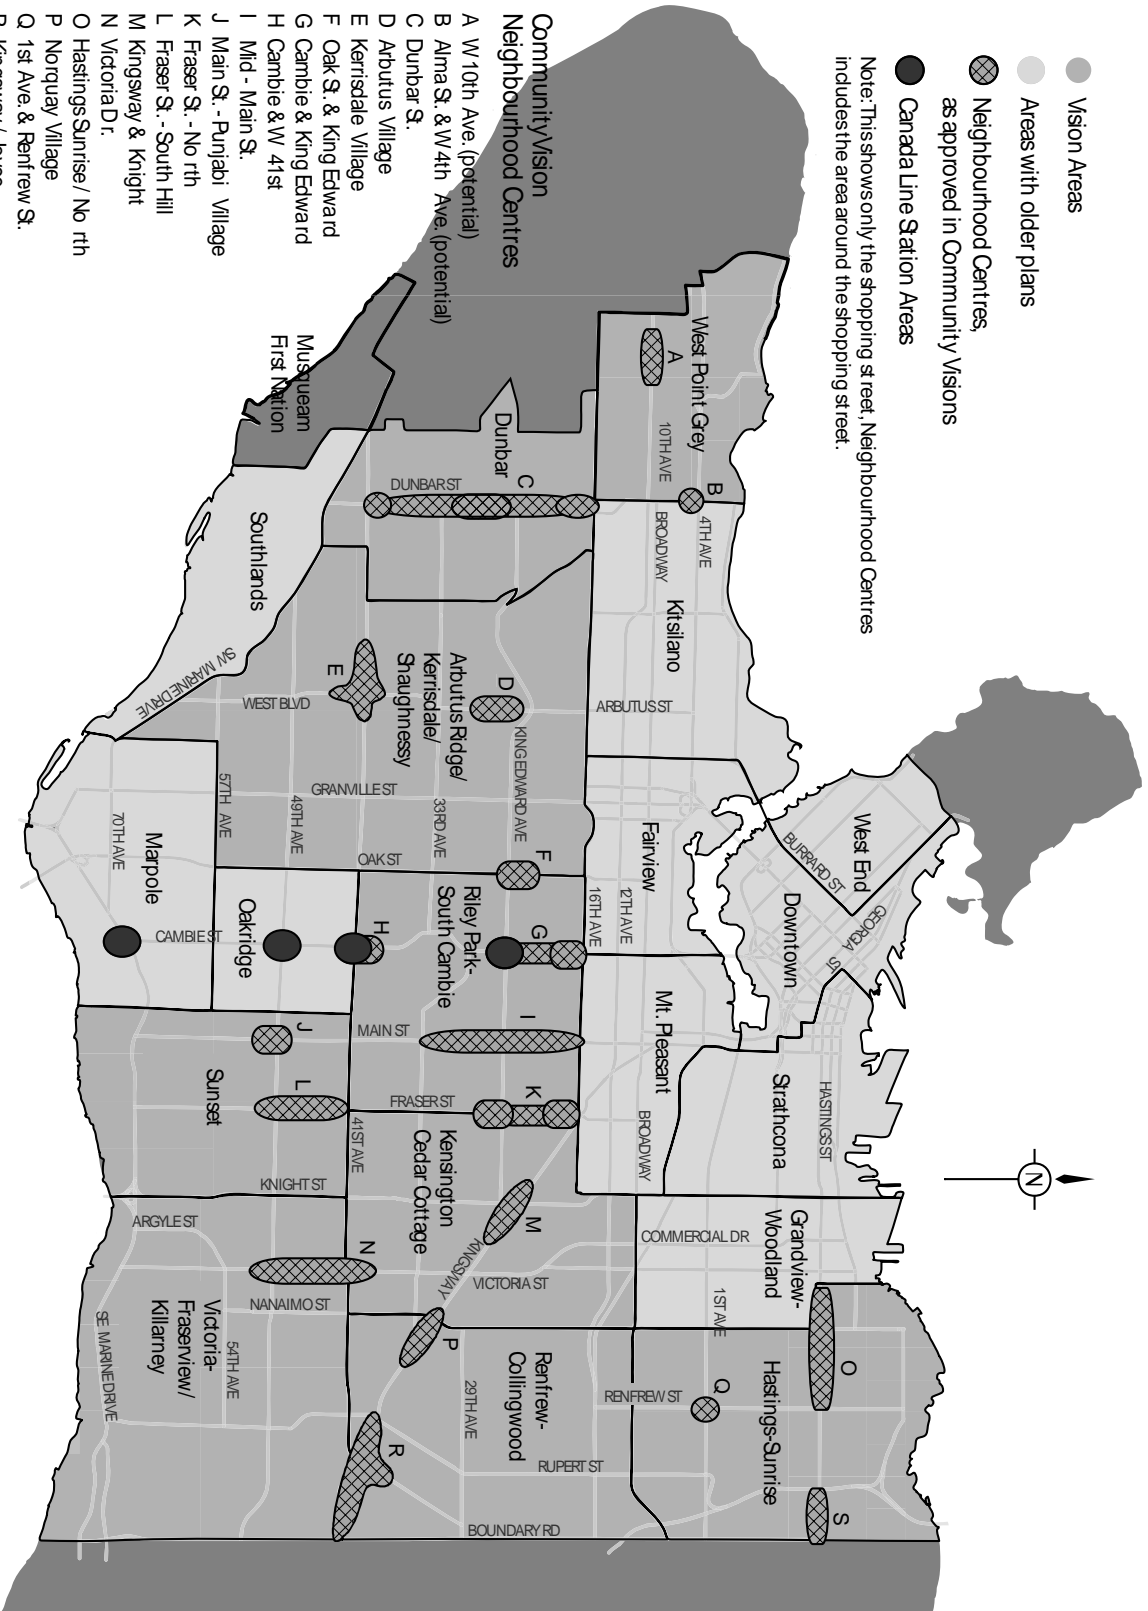 Vision Areas
Areas with older plans
Neighbourhood Centres,
as approved in Community Visions
Canada Line Station Areas
Note: This shows only the shopping street, Neighbourhood Centres
includes the area around the shopping street.
Community Vision
Neighbourhood Centres
A W 10th Ave. (potential)
B Alma St. & W 4th Ave. (potential)
C Dunbar St.
D Arbutus Village
E Kerrisdale Village
F Oak St. & King Edward
G Cambie & King Edward
H Cambie & W 41st
I Mid - Main St.
J Main St. - Punjabi Village
K Fraser St. - North
L Fraser St. - South Hill
M Kingsway & Knight
N Victoria Dr.
O Hastings Sunrise / North
P Norquay Village
Q 1st Ave. & Renfrew St.
N
West End
BURRARD ST
GEORGIA ST
Downtown
HASTINGS ST
Strathcona
West Point Grey
A
10TH AVE
B
4TH AVE
BROADWAY
Kitsilano
ARBUTUS ST
Fairview
12TH AVE
16TH AVE
Mt. Pleasant
BROADWAY
Grandview-
Woodland
COMMERCIAL DR
1ST AVE
O
Hastings-Sunrise
Q
RENFREW ST
S
Dunbar
C
DUNBAR ST
D
KING EDWARD AVE
Arbutus Ridge/
Kerrisdale/
Shaughnessy
E
WEST BLVD
GRANVILLE ST
33RD AVE
49TH AVE
57TH AVE
OAK ST
F
G
Riley Park-
South Cambie
H
I
MAIN ST
K
FRASER ST
41ST AVE
Kensington
Cedar Cottage
M
KINGSWAY
VICTORIA ST
P
Renfrew-
Collingwood
29TH AVE
RUPERT ST
BOUNDARY RD
R
Musqueam
First Nation
Southlands
SW MARINE DRIVE
Marpole
70TH AVE
CAMBIE ST
Oakridge
J
L
Sunset
KNIGHT ST
ARGYLE ST
N
NANAIMO ST
Victoria-
Fraserview/
Killarney
54TH AVE
SE MARINE DRIVE